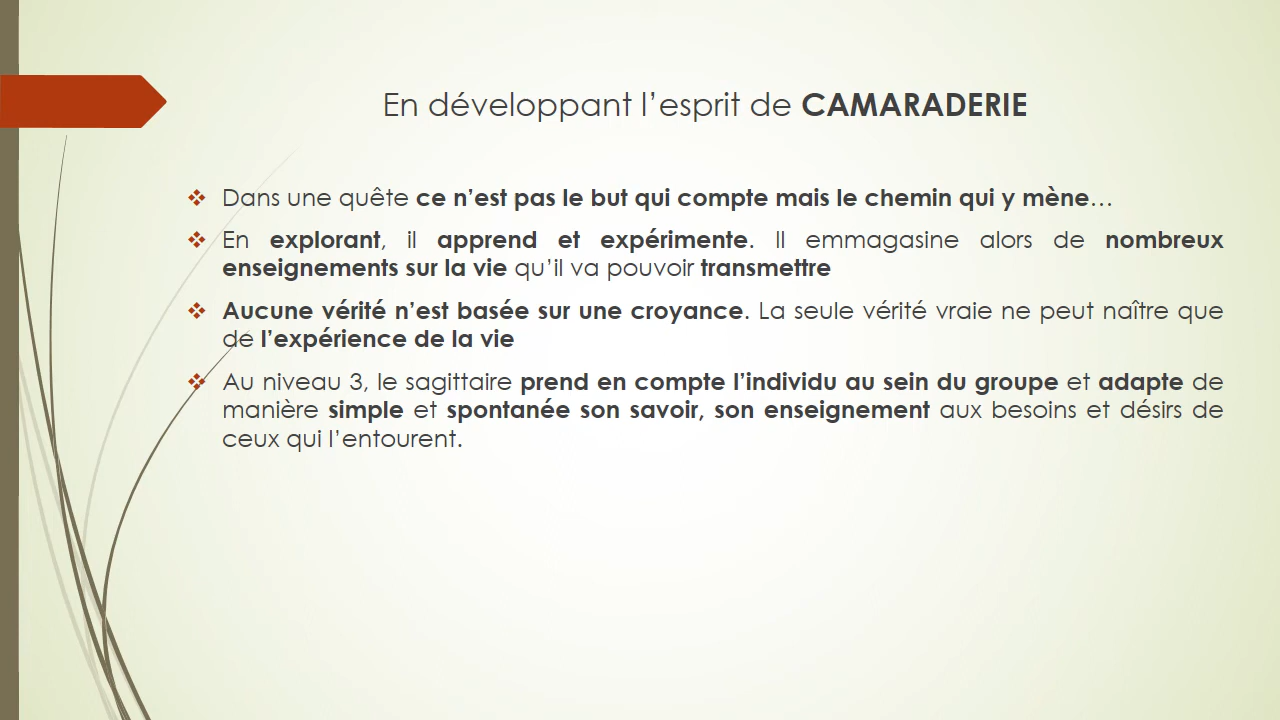 En développant l’esprit de CAMARADERIE
❖ Dans une quête ce n’est pas le but qui compte mais le chemin qui y mène…
❖ En explorant, il apprend et expérimente. Il emmagasine alors de nombreux
enseignements sur la vie qu’il va pouvoir transmettre
❖ Aucune vérité n’est basée sur une croyance. La seule vérité vraie ne peut naître que
de l’expérience de la vie
❖ Au niveau 3, le sagittaire prend en compte l’individu au sein du groupe et adapte de
manière simple et spontanée son savoir, son enseignement aux besoins et désirs de
ceux qui l’entourent.